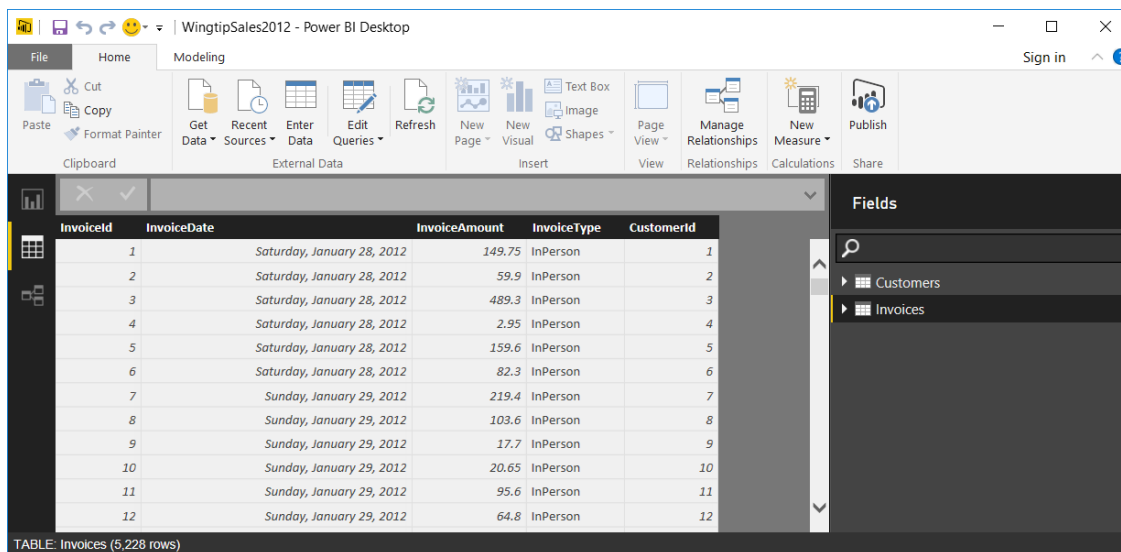 WingtipSales2012 - Power BI Desktop
File Home Modeling Sign in
Paste
Cut
Copy
Format Painter
Get Data
Recent Sources
Enter Data
Edit Queries
Refresh
New Page
New Visual
Text Box
Image
Shapes
Page View
Manage Relationships
New Measure
Publish
Clipboard External Data Insert View Relationships Calculations Share
InvoiceId InvoiceDate InvoiceAmount InvoiceType CustomerId
1 Saturday, January 28, 2012 149.75 InPerson 1
2 Saturday, January 28, 2012 59.9 InPerson 2
3 Saturday, January 28, 2012 489.3 InPerson 3
4 Saturday, January 28, 2012 2.95 InPerson 4
5 Saturday, January 28, 2012 159.6 InPerson 5
6 Saturday, January 28, 2012 82.3 InPerson 6
7 Sunday, January 29, 2012 219.4 InPerson 7
8 Sunday, January 29, 2012 103.6 InPerson 8
9 Sunday, January 29, 2012 17.7 InPerson 9
10 Sunday, January 29, 2012 20.65 InPerson 10
11 Sunday, January 29, 2012 95.6 InPerson 11
12 Sunday, January 29, 2012 64.8 InPerson 12
Fields
Customers
Invoices
TABLE: Invoices (5,228 rows)